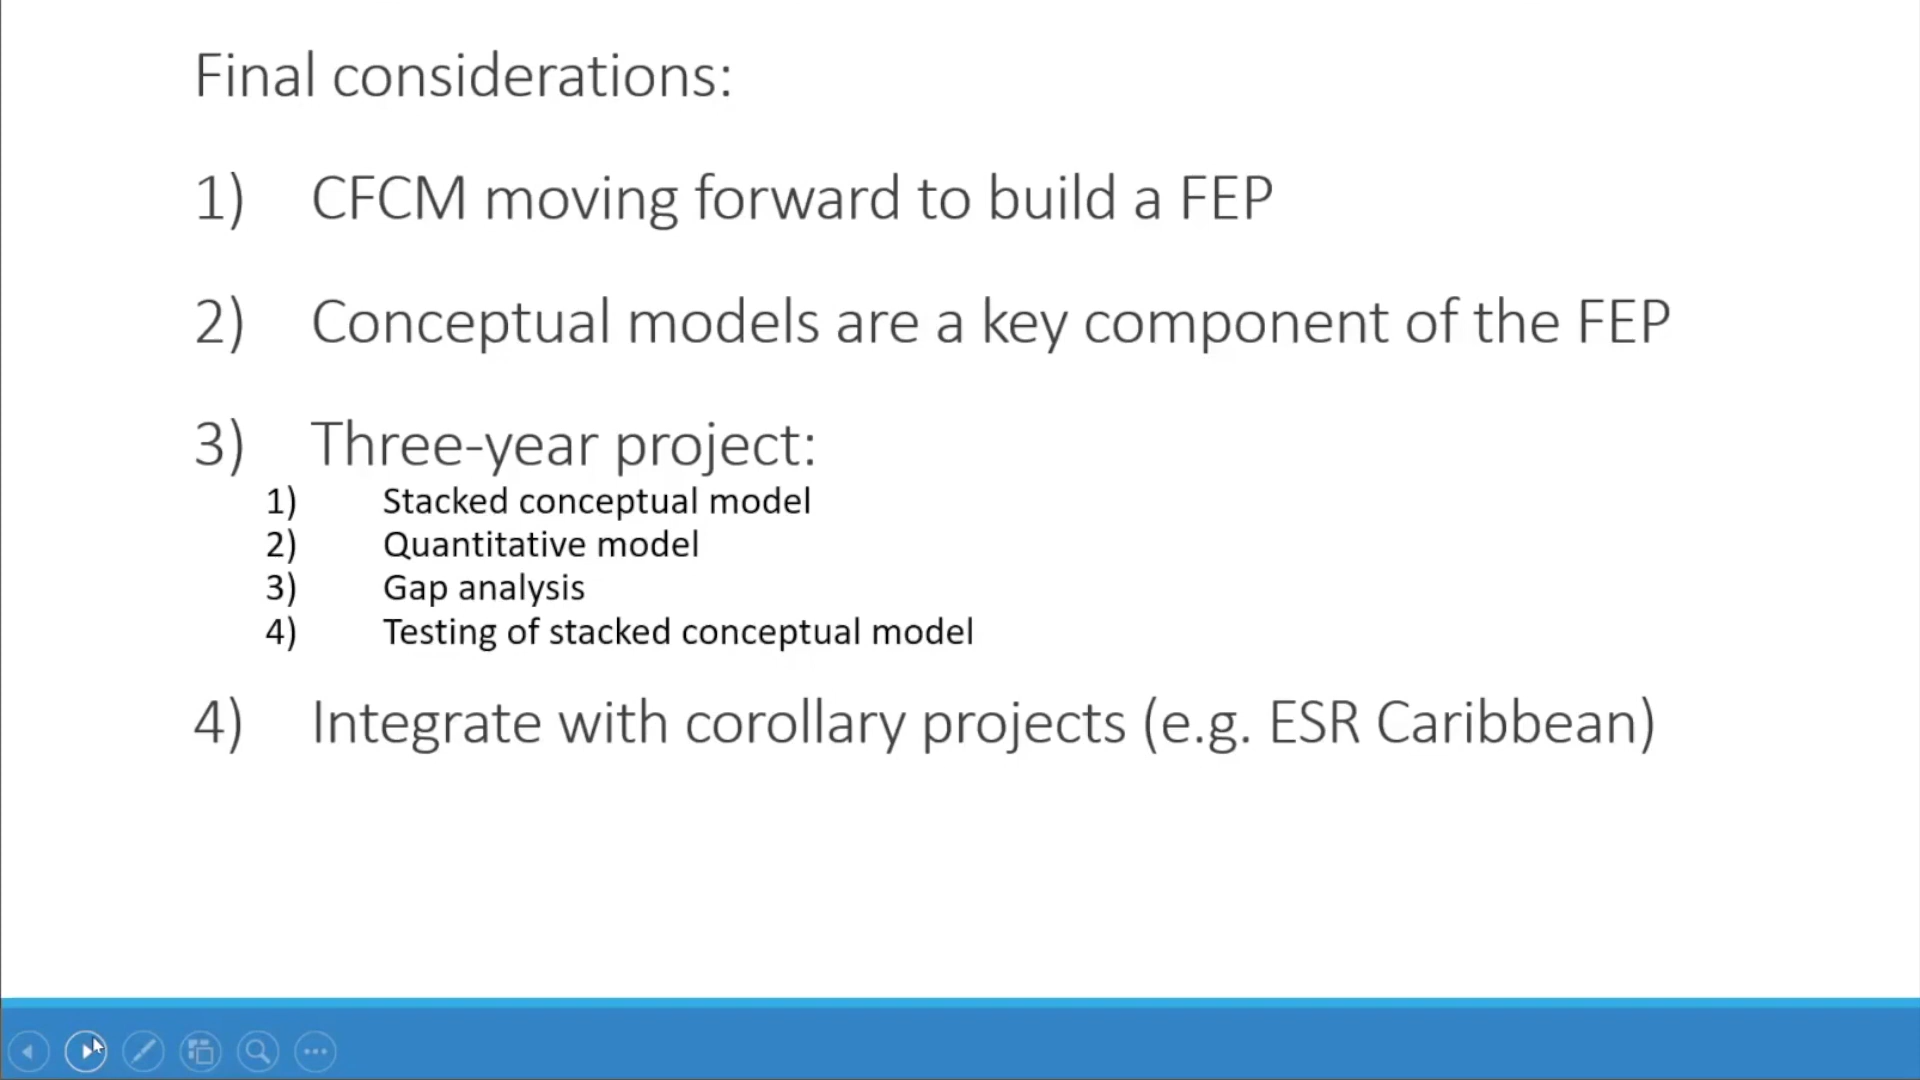 Final considerations:
1) CFCM moving forward to build a FEP
2) Conceptual models are a key component of the FEP
3) Three-year project:
1) Stacked conceptual model
2) Quantitative model
3) Gap analysis
4) Testing of stacked conceptual model
4) Integrate with corollary projects (e.g. ESR Caribbean)